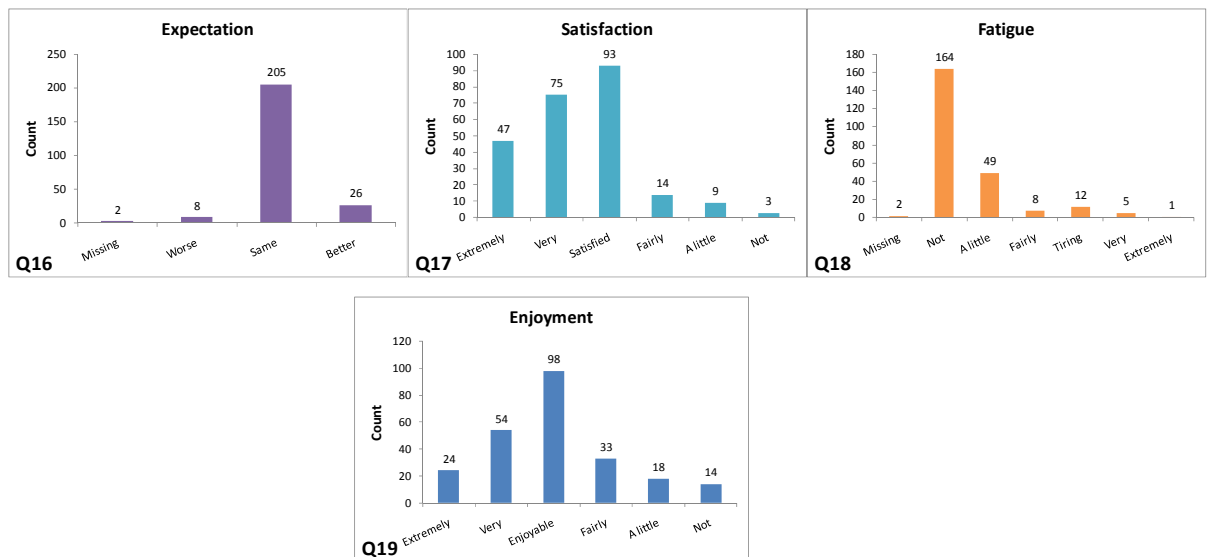 Expectation
250
200
150
100
50
0
Count
2
8
205
26
Missing
Worse
Same
Better
Q16
Satisfaction
100
90
80
70
60
50
40
30
20
10
0
Count
47
75
93
14
9
3
Extremely
Very
Satisfied
Fairly
A little
Not
Q17
Fatigue
180
160
140
120
100
80
60
40
20
0
Count
2
164
49
8
12
5
1
Missing
Not
A little
Fairly
Tiring
Very
Extremely
Q18
Enjoyment
120
100
80
60
40
20
0
Count
24
54
98
33
18
14
Extremely
Very
Enjoyable
Fairly
A little
Not
Q19